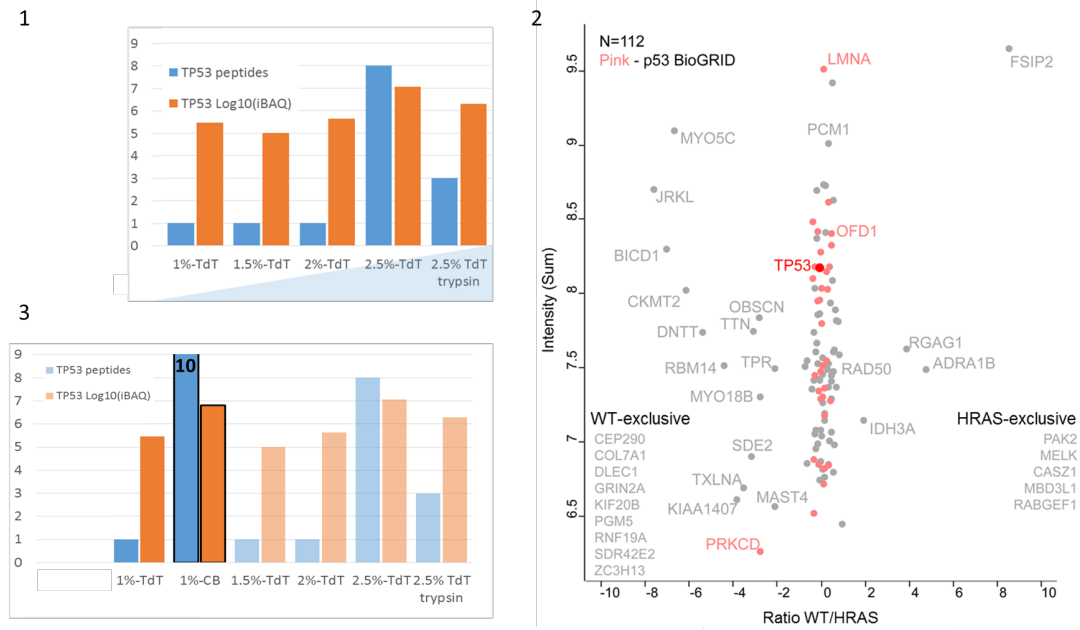 1
9
8
7
6
5
4
3
2
1
0
TP53 peptides
TP53 Log10(iBAQ)
1%-TdT 1.5%-TdT 2%-TdT 2.5%-TdT 2.5% TdT
trypsin
2
N=112
Pink - p53 BioGRID
LMNA
FSIP2
PCM1
MYO5C
JRKL
OFD1
BICD1
TP53
CKMT2
OBSCN
DNTT
TTN
RGAG1
RBM14
TPR
RAD50
ADRA1B
MYO18B
IDH3A
SDE2
TXLNA
KIAA1407
MAST4
PRKCD
WT-exclusive
CEP290
COL7A1
DLEC1
GRIN2A
KIF20B
PGM5
RNF19A
SDR42E2
ZC3H13
HRAS-exclusive
PAK2
MELK
CASZ1
MBD3L1
RABGEF1
Intensity (Sum)
9.5
9
8.5
8
7.5
7
6.5
-10 -8 -6 -4 -2 0 2 4 6 8 10
Ratio WT/HRAS
3
9
8
7
6
5
4
3
2
1
0
TP53 peptides
TP53 Log10(iBAQ)
10
1%-TdT 1%-CB 1.5%-TdT 2%-TdT 2.5%-TdT 2.5% TdT
trypsin